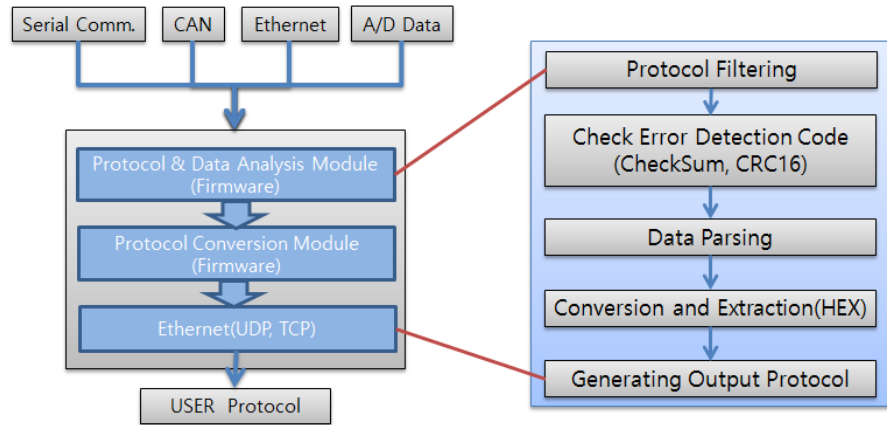 Serial Comm.
CAN
Ethernet
A/D Data
Protocol & Data Analysis Module
(Firmware)
Protocol Conversion Module
(Firmware)
Ethernet(UDP, TCP)
USER Protocol
Protocol Filtering
Check Error Detection Code
(CheckSum, CRC16)
Data Parsing
Conversion and Extraction(HEX)
Generating Output Protocol